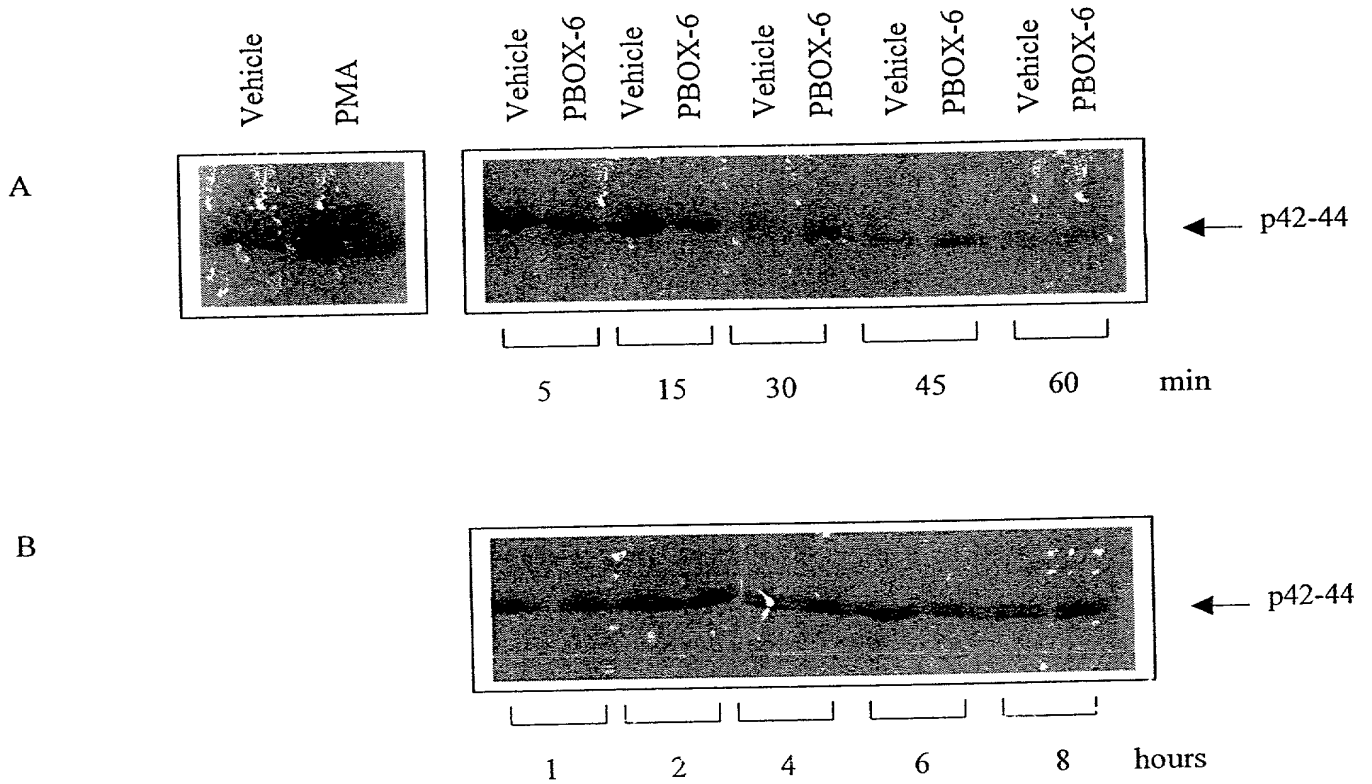 A
Vehicle
PMA
Vehicle
PBOX-6
Vehicle
PBOX-6
Vehicle
PBOX-6
Vehicle
PBOX-6
Vehicle
PBOX-6
p42-44
5 15 30 45 60 min
B
p42-44
1 2 4 6 8 hours